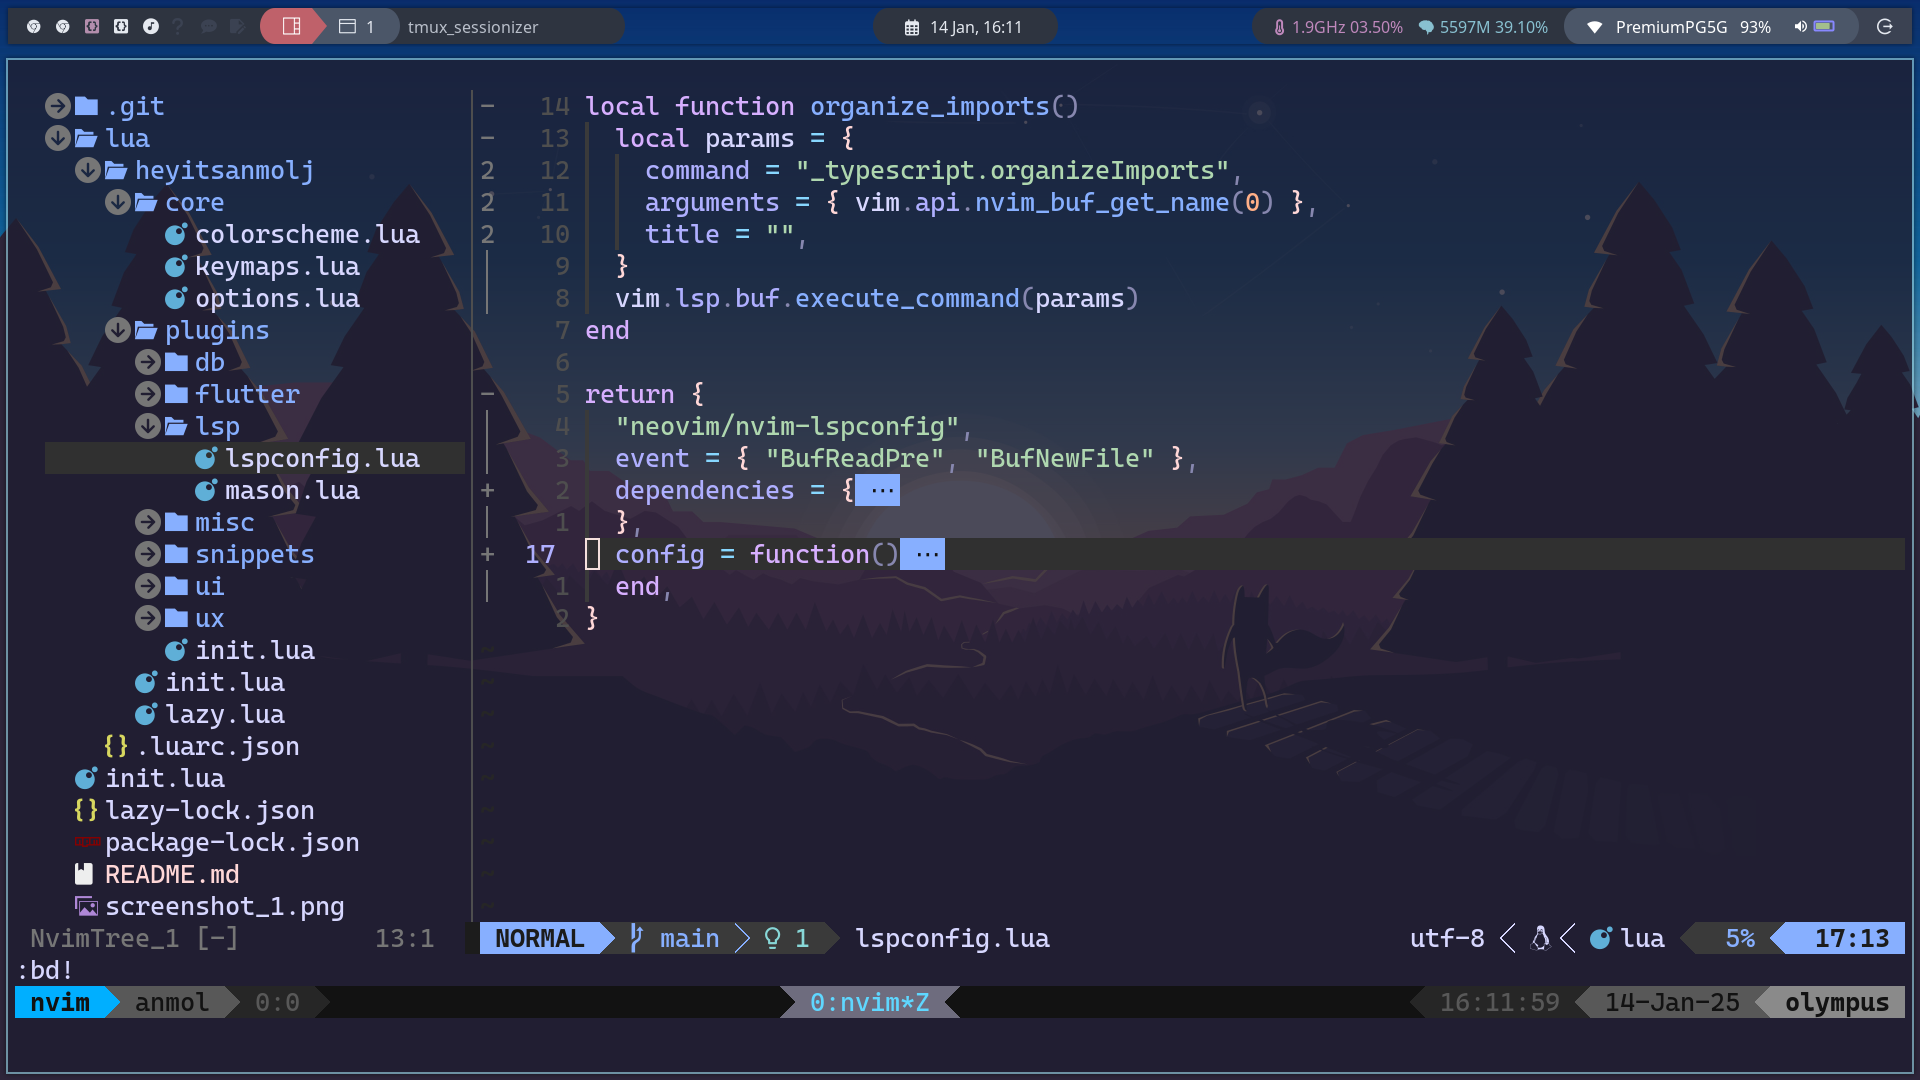 1 tmux_sessionizer 14 Jan, 16:11 1.9GHz 03.50% 5597M 39.10% PremiumPG5G 93%
.git
lua
heyitsanmolj
core
colorscheme.lua
keymaps.lua
options.lua
plugins
db
flutter
lsp
lspconfig.lua
mason.lua
misc
snippets
ui
ux
init.lua
init.lua
lazy.lua
{} .luarc.json
init.lua
{} lazy-lock.json
package-lock.json
README.md
screenshot_1.png
NvimTree_1 [-] 13:1
- 14 local function organize_imports()
- 13 local params = {
2 12 command = "_typescript.organizeImports",
2 11 arguments = { vim.api.nvim_buf_get_name(0) },
2 10 title = "",
9 }
8 vim.lsp.buf.execute_command(params)
7 end
6
- 5 return {
4 "neovim/nvim-lspconfig",
3 event = { "BufReadPre", "BufNewFile" },
+ 2 dependencies = { ···
1 },
+ 17 config = function() ···
1 end,
2 }
NORMAL main 1 lspconfig.lua utf-8 lua 5% 17:13
:bd!
nvim anmol 0:0 0:nvim*Z 16:11:59 14-Jan-25 olympus